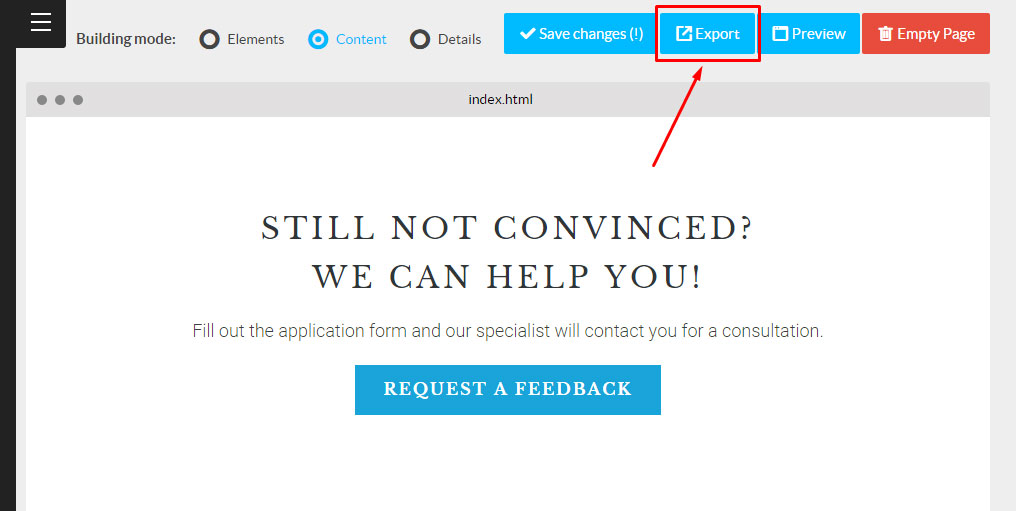 Building mode: Elements Content Details Save changes (!) Export Preview Empty Page
index.html
STILL NOT CONVINCED?
WE CAN HELP YOU!
Fill out the application form and our specialist will contact you for a consultation.
REQUEST A FEEDBACK